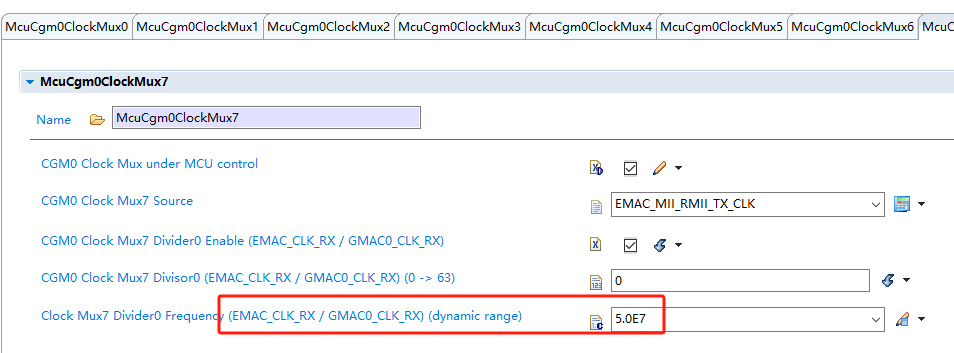 McuCgm0ClockMux0 McuCgm0ClockMux1 McuCgm0ClockMux2 McuCgm0ClockMux3 McuCgm0ClockMux4 McuCgm0ClockMux5 McuCgm0ClockMux6
McuCgm0ClockMux7
Name McuCgm0ClockMux7
CGM0 Clock Mux under MCU control
CGM0 Clock Mux7 Source EMAC_MII_RMII_TX_CLK
CGM0 Clock Mux7 Divider0 Enable (EMAC_CLK_RX / GMAC0_CLK_RX)
CGM0 Clock Mux7 Divisor0 (EMAC_CLK_RX / GMAC0_CLK_RX) (0 -> 63) 0
Clock Mux7 Divider0 Frequency (EMAC_CLK_RX / GMAC0_CLK_RX) (dynamic range) 5.0E7